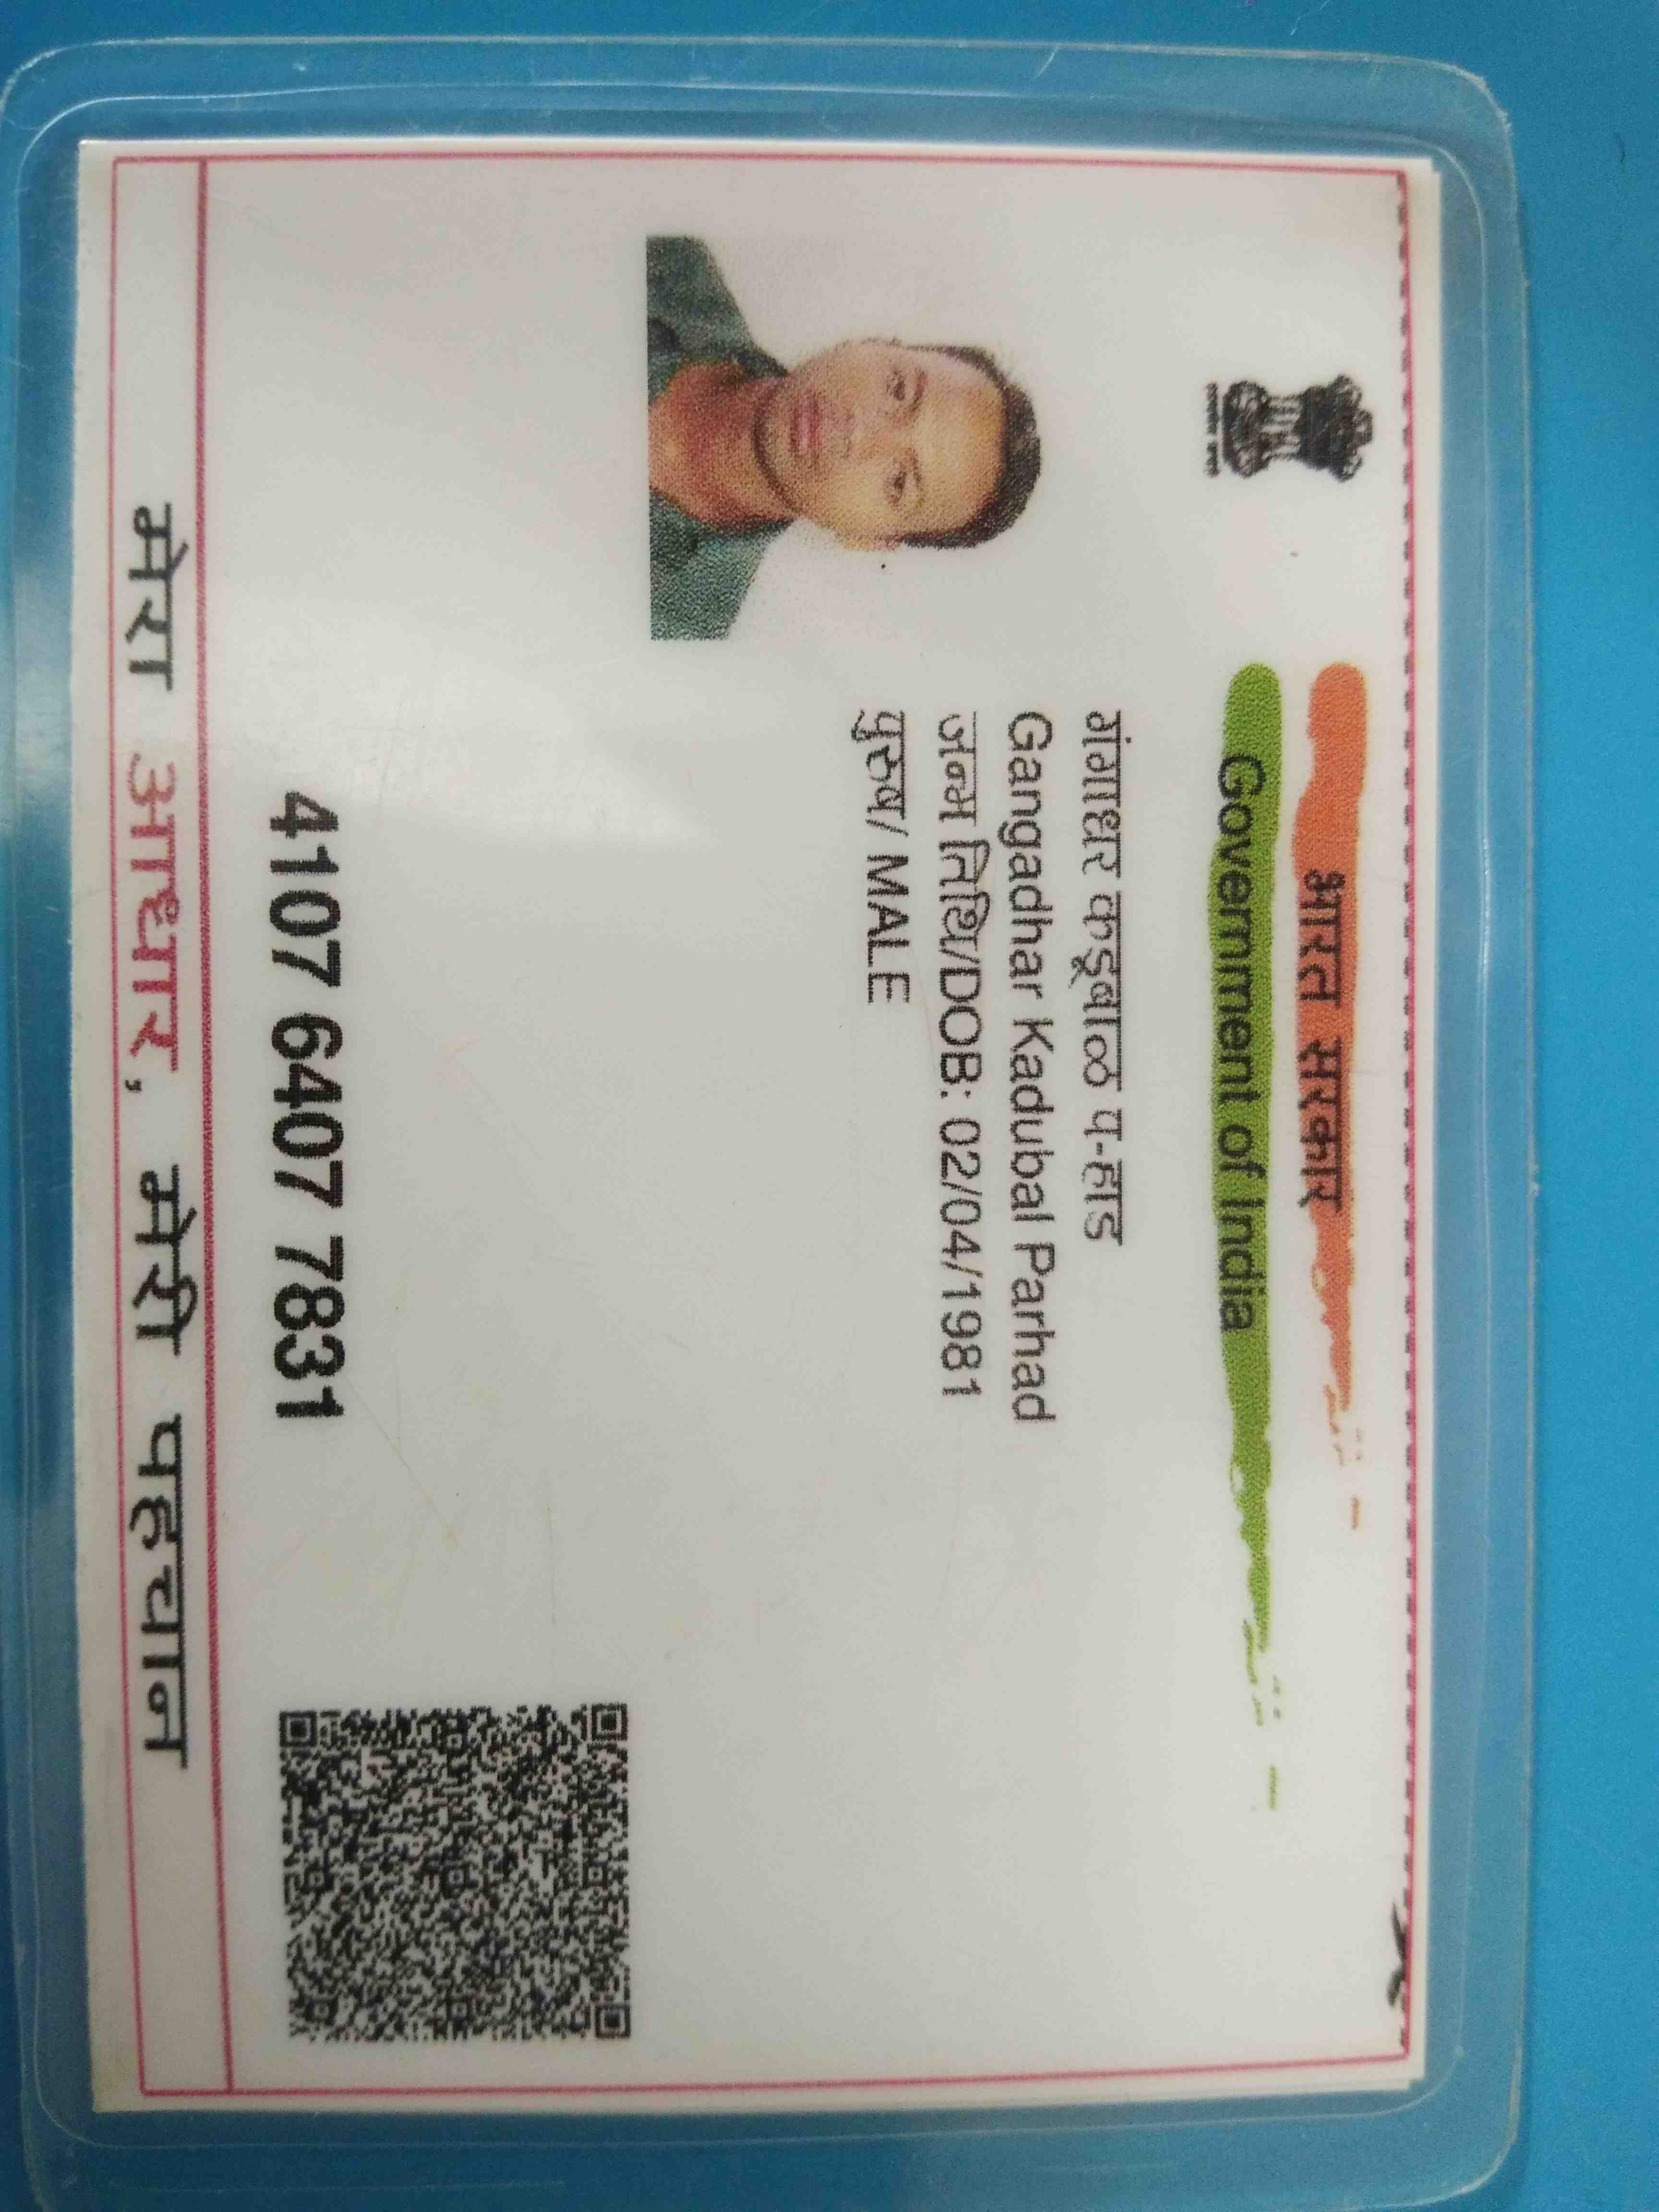 भारत सरकार
Government of India
गंगाधर कडूबाळ प-हाड
Gangadhar Kadubal Parhad
जन्म तिथि/DOB: 02/04/1981
पुरुष/ MALE
4107 6407 7831
मेरा आधार, मेरी पहचान